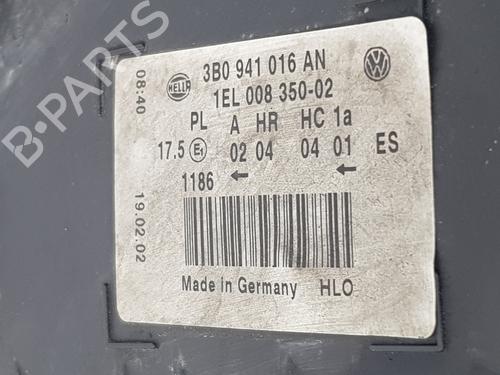 B-PARTS
08:40
19.02.02
HELLA
3B0 941 016 AN
1EL 008 350-02
PL A HR HC 1a
17.5 E1 02 04 04 01 ES
1186 ← ←
Made in Germany HLO